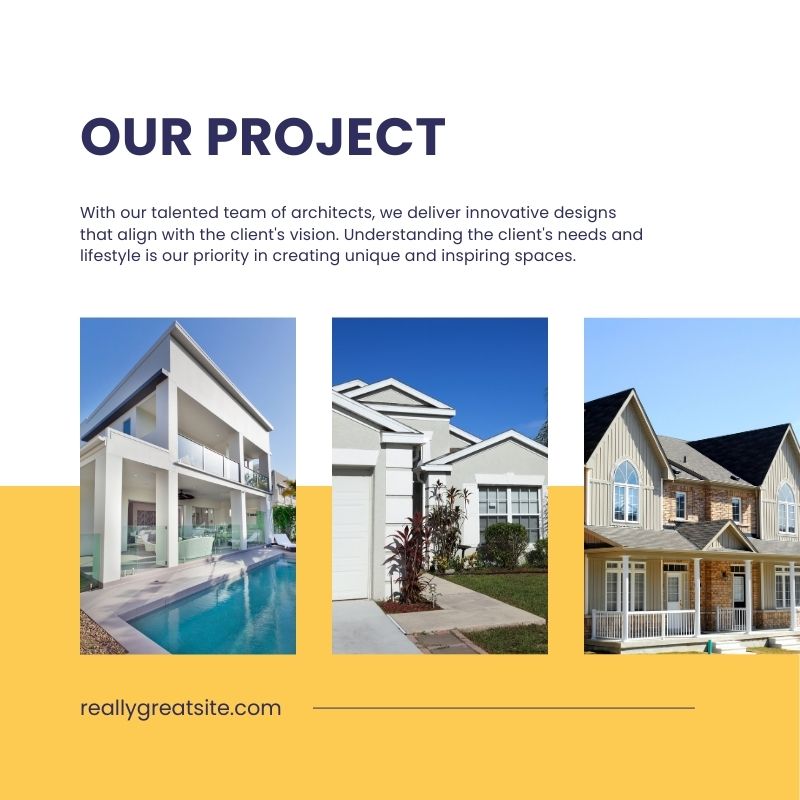 OUR PROJECT
With our talented team of architects, we deliver innovative designs
that align with the client's vision. Understanding the client's needs and
lifestyle is our priority in creating unique and inspiring spaces.
reallygreatsite.com